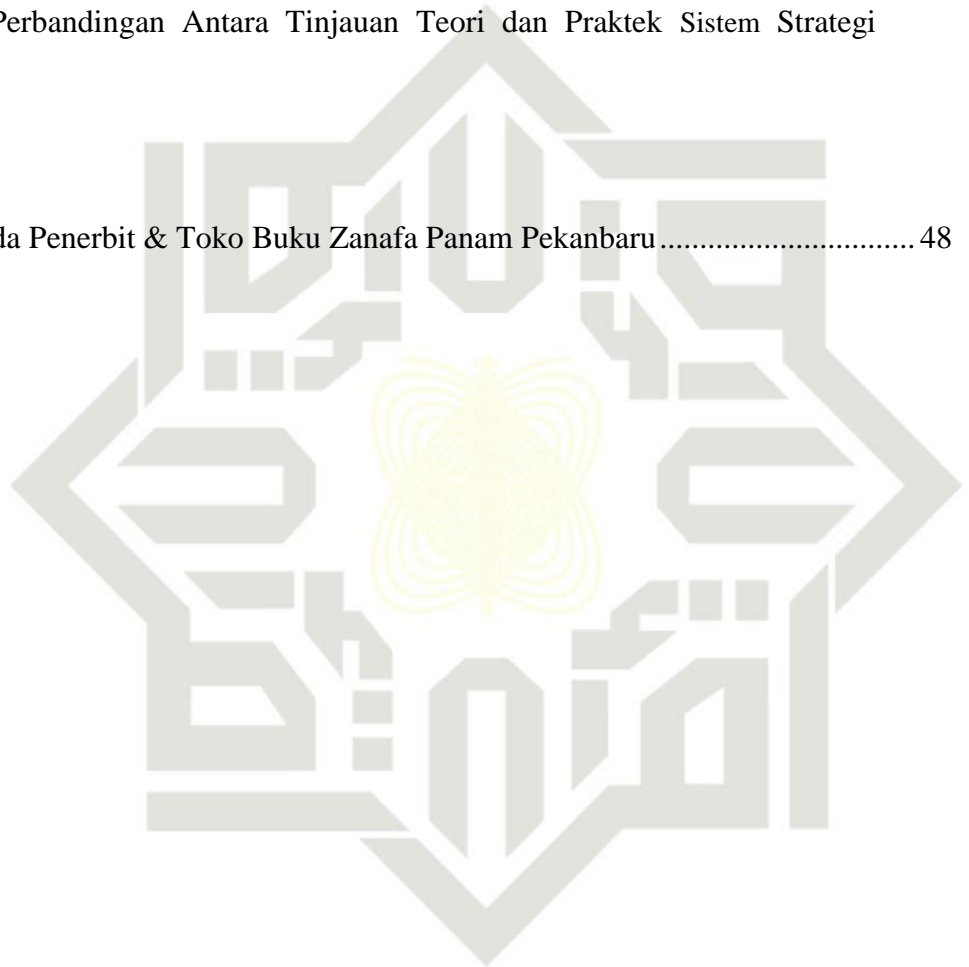 Perbandingan Antara Tinjauan Teori dan Praktek Sistem Strategi
da Penerbit & Toko Buku Zanafa Panam Pekanbaru................................ 48